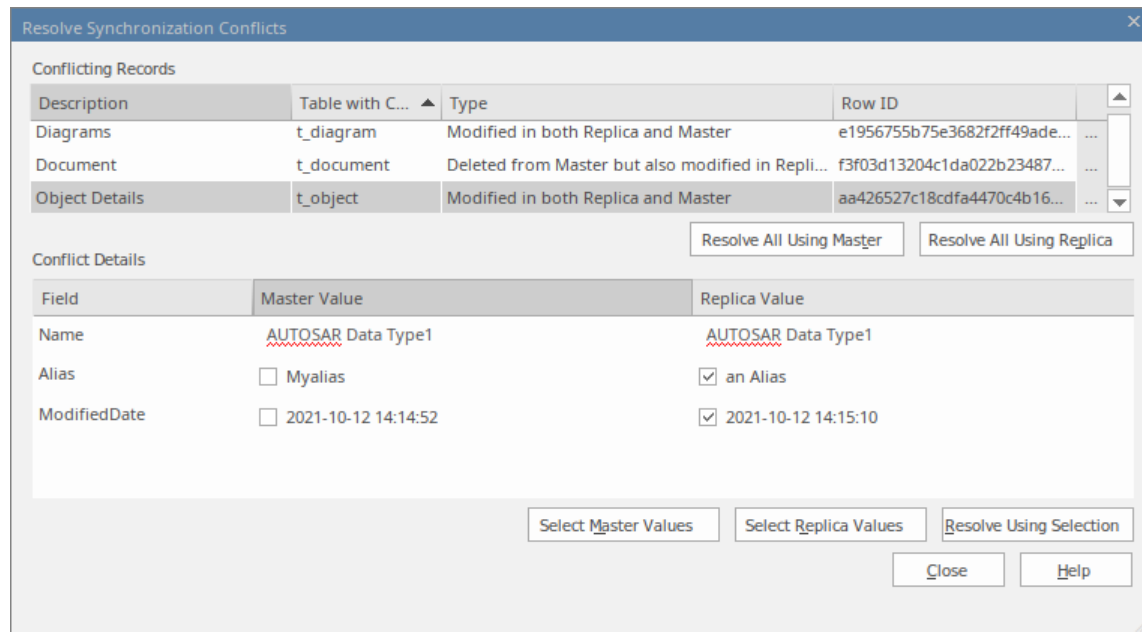 Resolve Synchronization Conflicts
Conflicting Records
Description Table with C... Type Row ID
Diagrams t_diagram Modified in both Replica and Master e1956755b75e3682f2ff49ade... ...
Document t_document Deleted from Master but also modified in Repli... f3f03d13204c1da022b23487... ...
Object Details t_object Modified in both Replica and Master aa426527c18cdfa4470c4b16... ...
Resolve All Using Master Resolve All Using Replica
Conflict Details
Field Master Value Replica Value
Name AUTOSAR Data Type1 AUTOSAR Data Type1
Alias Myalias an Alias
ModifiedDate 2021-10-12 14:14:52 2021-10-12 14:15:10
Select Master Values Select Replica Values Resolve Using Selection
Close Help